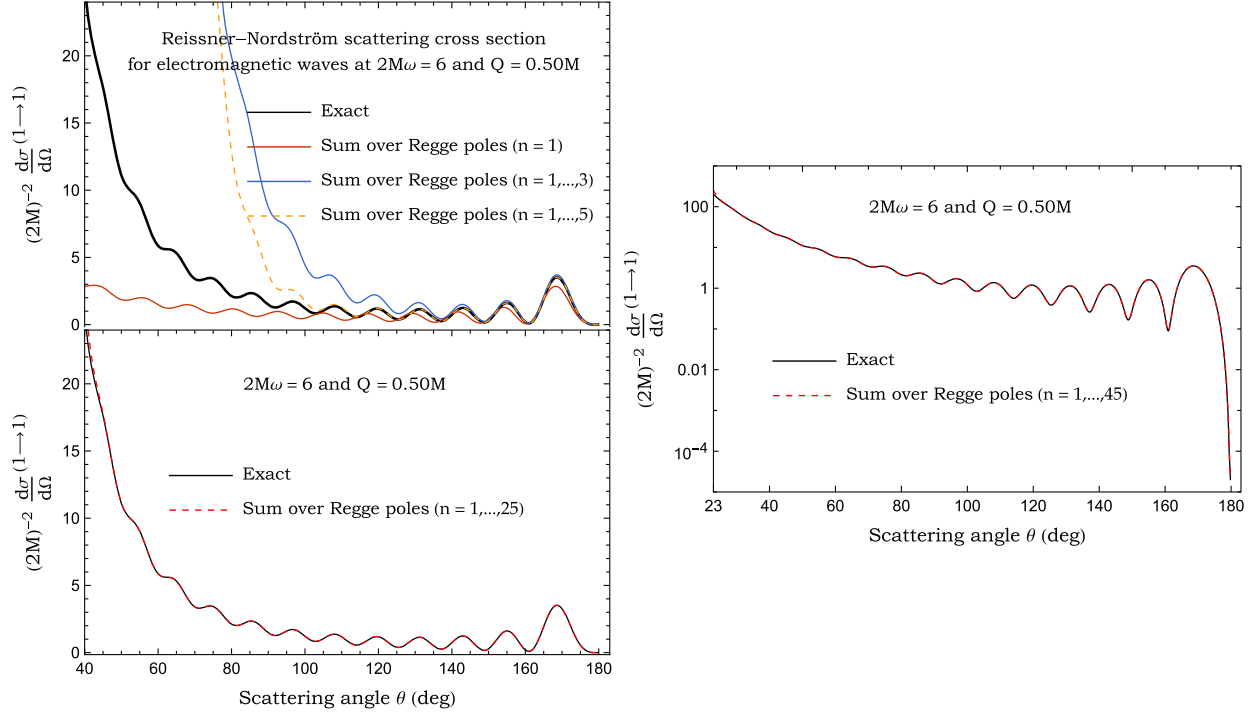 Reissner–Nordström scattering cross section
for electromagnetic waves at 2Mω = 6 and Q = 0.50M
Exact
Sum over Regge poles (n = 1)
Sum over Regge poles (n = 1,...,3)
Sum over Regge poles (n = 1,...,5)
(2M)⁻² dσ/dΩ (1⟶1)
20
15
10
5
0
2Mω = 6 and Q = 0.50M
Exact
Sum over Regge poles (n = 1,...,25)
(2M)⁻² dσ/dΩ (1⟶1)
20
15
10
5
0
40 60 80 100 120 140 160 180
Scattering angle θ (deg)
2Mω = 6 and Q = 0.50M
Exact
Sum over Regge poles (n = 1,...,45)
(2M)⁻² dσ/dΩ (1⟶1)
100
1
0.01
10⁻⁴
23 40 60 80 100 120 140 160 180
Scattering angle θ (deg)